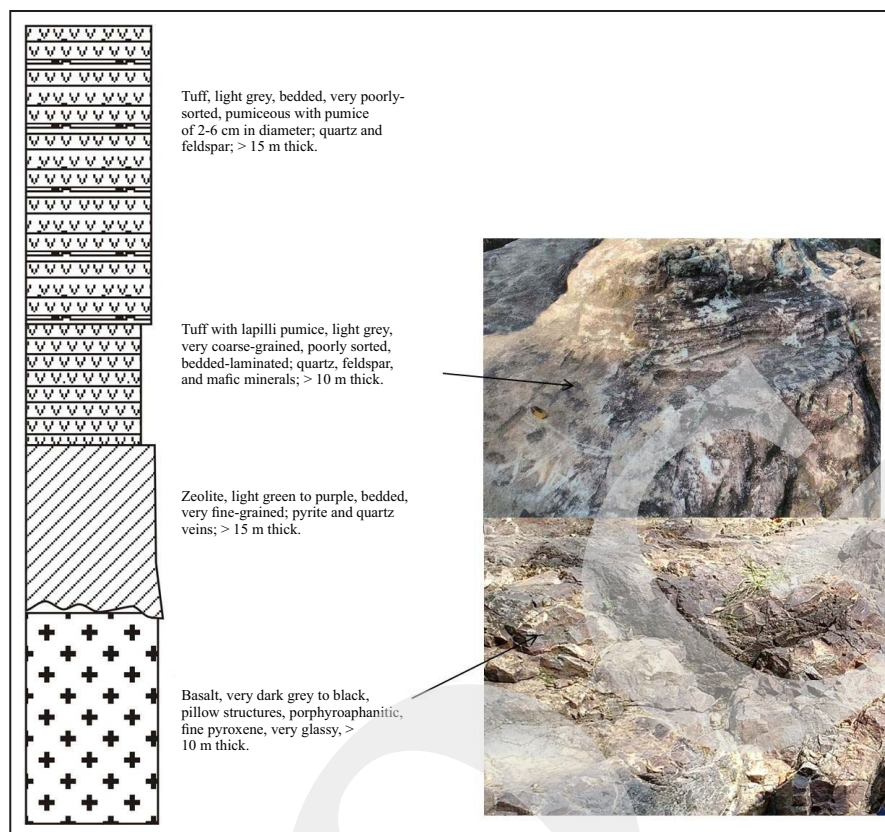 Tuff, light grey, bedded, very poorly-
sorted, pumiceous with pumice
of 2-6 cm in diameter; quartz and
feldspar; > 15 m thick.
Tuff with lapilli pumice, light grey,
very coarse-grained, poorly sorted,
bedded-laminated; quartz, feldspar,
and mafic minerals; > 10 m thick.
Zeolite, light green to purple, bedded,
very fine-grained; pyrite and quartz
veins; > 15 m thick.
Basalt, very dark grey to black,
pillow structures, porphyroaphanitic,
fine pyroxene, very glassy, >
10 m thick.